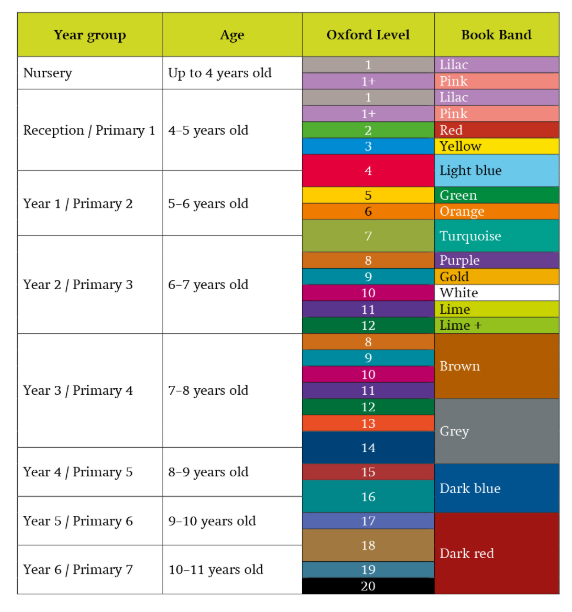 Year group Age Oxford Level Book Band
Nursery Up to 4 years old 1 Lilac
1+ Pink
Reception / Primary 1 4–5 years old 1 Lilac
1+ Pink
2 Red
3 Yellow
4 Light blue
Year 1 / Primary 2 5–6 years old 5 Green
6 Orange
7 Turquoise
Year 2 / Primary 3 6–7 years old 8 Purple
9 Gold
10 White
11 Lime
12 Lime +
Year 3 / Primary 4 7–8 years old 8 Brown
9
10
11
12 Grey
13
14
Year 4 / Primary 5 8–9 years old 15 Dark blue
16
Year 5 / Primary 6 9–10 years old 17 Dark red
18
Year 6 / Primary 7 10–11 years old 19
20